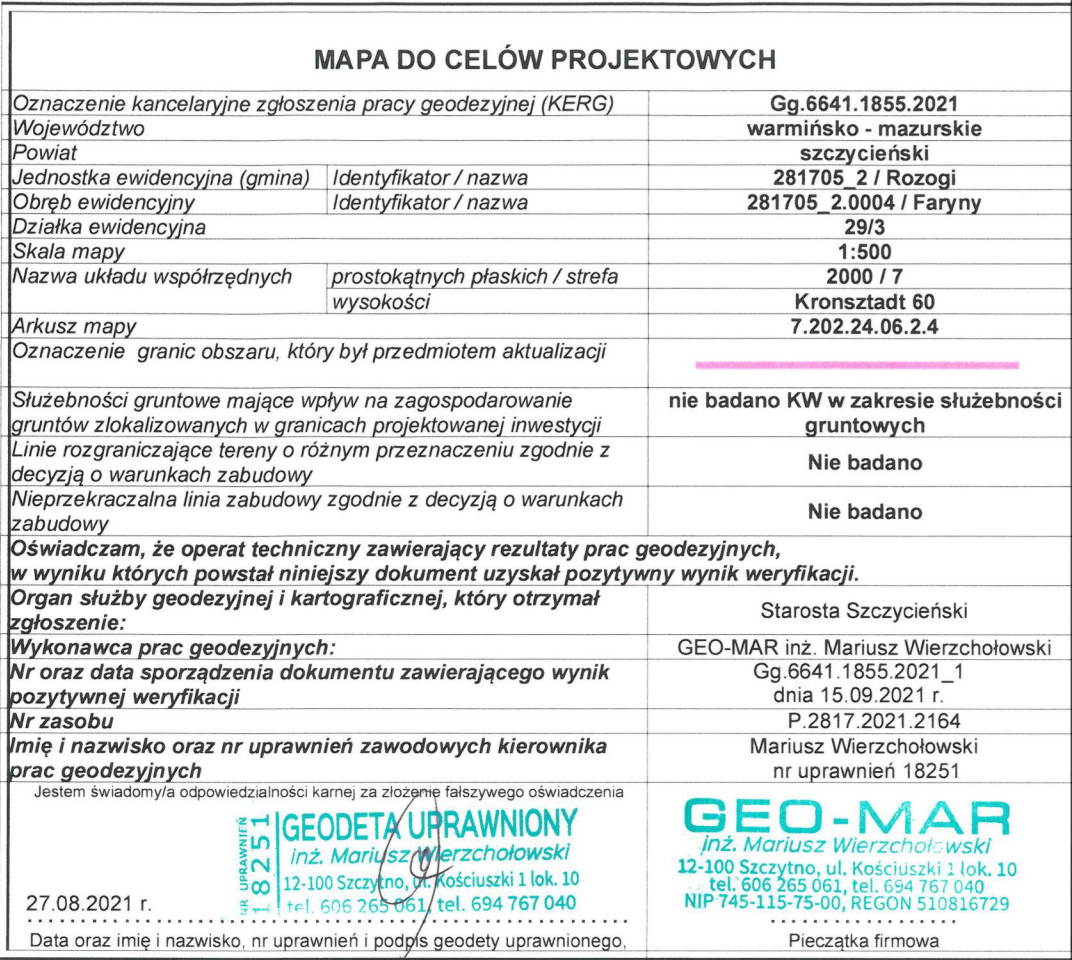 MAPA DO CELÓW PROJEKTOWYCH
Oznaczenie kancelaryjne zgłoszenia pracy geodezyjnej (KERG) Gg.6641.1855.2021
Województwo warmińsko - mazurskie
Powiat szczycieński
Jednostka ewidencyjna (gmina) Identyfikator / nazwa 281705_2 / Rozogi
Obręb ewidencyjny Identyfikator / nazwa 281705_2.0004 / Faryny
Działka ewidencyjna 29/3
Skala mapy 1:500
Nazwa układu współrzędnych prostokątnych płaskich / strefa 2000 / 7
wysokości Kronsztadt 60
Arkusz mapy 7.202.24.06.2.4
Oznaczenie granic obszaru, który był przedmiotem aktualizacji
Służebności gruntowe mające wpływ na zagospodarowanie
gruntów zlokalizowanych w granicach projektowanej inwestycji
nie badano KW w zakresie służebności
gruntowych
Linie rozgraniczające tereny o różnym przeznaczeniu zgodnie z
decyzją o warunkach zabudowy
Nie badano
Nieprzekraczalna linia zabudowy zgodnie z decyzją o warunkach
zabudowy
Nie badano
Oświadczam, że operat techniczny zawierający rezultaty prac geodezyjnych,
w wyniku których powstał niniejszy dokument uzyskał pozytywny wynik weryfikacji.
Organ służby geodezyjnej i kartograficznej, który otrzymał
zgłoszenie:
Starosta Szczycieński
Wykonawca prac geodezyjnych: GEO-MAR inż. Mariusz Wierzchołowski
Nr oraz data sporządzenia dokumentu zawierającego wynik
pozytywnej weryfikacji
Gg.6641.1855.2021_1
dnia 15.09.2021 r.
Nr zasobu P.2817.2021.2164
Imię i nazwisko oraz nr uprawnień zawodowych kierownika
prac geodezyjnych
Mariusz Wierzchołowski
nr uprawnień 18251
Jestem świadomy/a odpowiedzialności karnej za złożenie fałszywego oświadczenia
NR UPRAWNIEŃ
18251
GEODETA UPRAWNIONY
inż. Mariusz Wierzchołowski
12-100 Szczytno, ul. Kościuszki 1 lok. 10
tel. 606 265 061, tel. 694 767 040
27.08.2021 r.
Data oraz imię i nazwisko, nr uprawnień i podpis geodety uprawnionego,
GEO-MAR
inż. Mariusz Wierzchołowski
12-100 Szczytno, ul. Kościuszki 1 lok. 10
tel. 606 265 061, tel. 694 767 040
NIP 745-115-75-00, REGON 510816729
Pieczątka firmowa